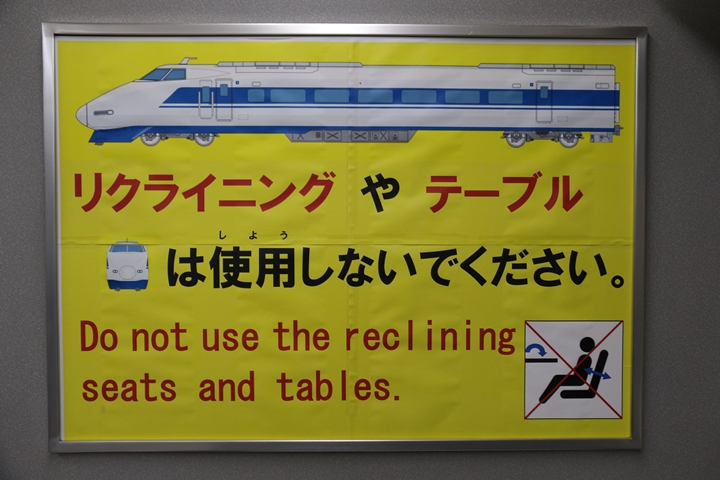 リクライニング や テーブル
しよう
は使用しないでください。
Do not use the reclining
seats and tables.